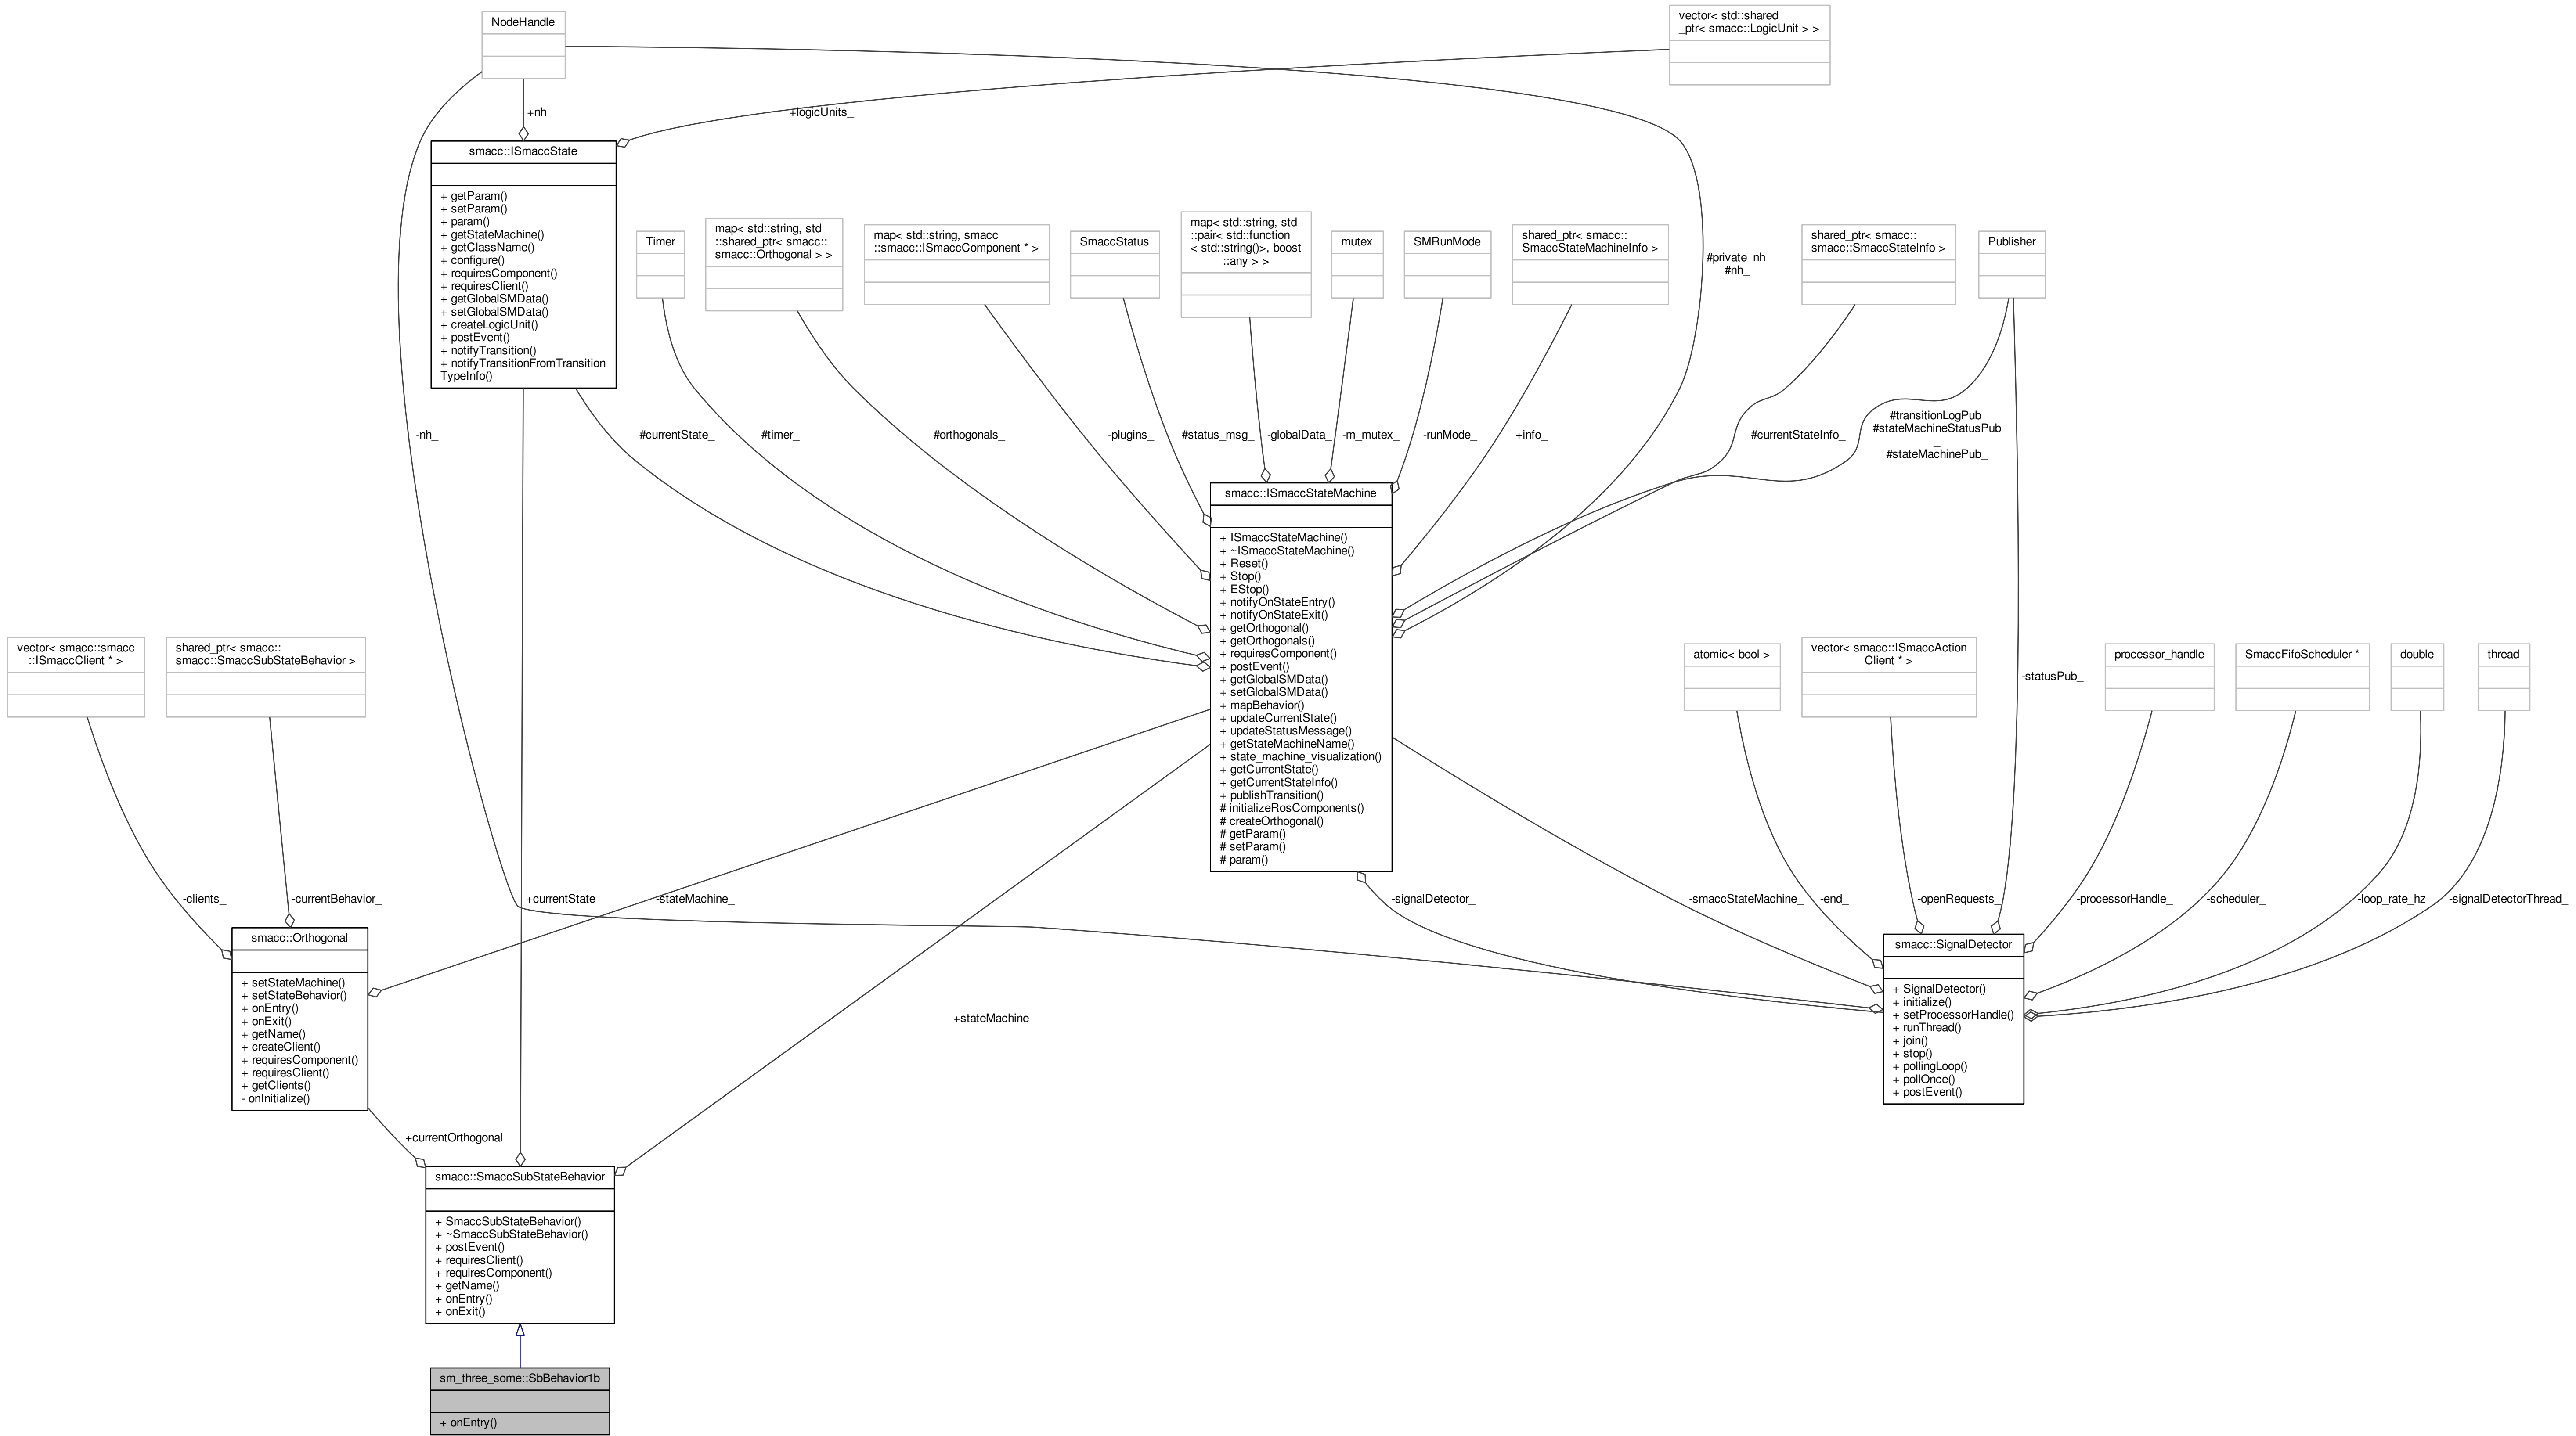 NodeHandle
vector< std::shared
_ptr< smacc::LogicUnit > >
+nh
+logicUnits_
smacc::ISmaccState
+ getParam()
+ setParam()
+ param()
+ getStateMachine()
+ getClassName()
+ configure()
+ requiresComponent()
+ requiresClient()
+ getGlobalSMData()
+ setGlobalSMData()
+ createLogicUnit()
+ postEvent()
+ notifyTransition()
+ notifyTransitionFromTransition
TypeInfo()
Timer
map< std::string, std
::shared_ptr< smacc::
smacc::Orthogonal > >
map< std::string, smacc
::smacc::ISmaccComponent * >
SmaccStatus
map< std::string, std
::pair< std::function
< std::string()>, boost
::any > >
mutex
SMRunMode
shared_ptr< smacc::
SmaccStateMachineInfo >
#private_nh_
#nh_
shared_ptr< smacc::
smacc::SmaccStateInfo >
Publisher
-nh_
#currentState_
#timer_
#orthogonals_
-plugins_
#status_msg_
-globalData_
-m_mutex_
-runMode_
+info_
#currentStateInfo_
#transitionLogPub_
#stateMachineStatusPub
_
#stateMachinePub_
smacc::ISmaccStateMachine
+ ISmaccStateMachine()
+ ~ISmaccStateMachine()
+ Reset()
+ Stop()
+ EStop()
+ notifyOnStateEntry()
+ notifyOnStateExit()
+ getOrthogonal()
+ getOrthogonals()
+ requiresComponent()
+ postEvent()
+ getGlobalSMData()
+ setGlobalSMData()
+ mapBehavior()
+ updateCurrentState()
+ updateStatusMessage()
+ getStateMachineName()
+ state_machine_visualization()
+ getCurrentState()
+ getCurrentStateInfo()
+ publishTransition()
# initializeRosComponents()
# createOrthogonal()
# getParam()
# setParam()
# param()
vector< smacc::smacc
::ISmaccClient * >
shared_ptr< smacc::
smacc::SmaccSubStateBehavior >
atomic< bool >
vector< smacc::ISmaccAction
Client * >
-statusPub_
processor_handle
SmaccFifoScheduler *
double
thread
-clients_
-currentBehavior_
+currentState
-stateMachine_
-signalDetector_
-smaccStateMachine_
-end_
-openRequests_
-processorHandle_
-scheduler_
-loop_rate_hz
-signalDetectorThread_
smacc::Orthogonal
+ setStateMachine()
+ setStateBehavior()
+ onEntry()
+ onExit()
+ getName()
+ createClient()
+ requiresComponent()
+ requiresClient()
+ getClients()
- onInitialize()
+stateMachine
smacc::SignalDetector
+ SignalDetector()
+ initialize()
+ setProcessorHandle()
+ runThread()
+ join()
+ stop()
+ pollingLoop()
+ pollOnce()
+ postEvent()
+currentOrthogonal
smacc::SmaccSubStateBehavior
+ SmaccSubStateBehavior()
+ ~SmaccSubStateBehavior()
+ postEvent()
+ requiresClient()
+ requiresComponent()
+ getName()
+ onEntry()
+ onExit()
sm_three_some::SbBehavior1b
+ onEntry()